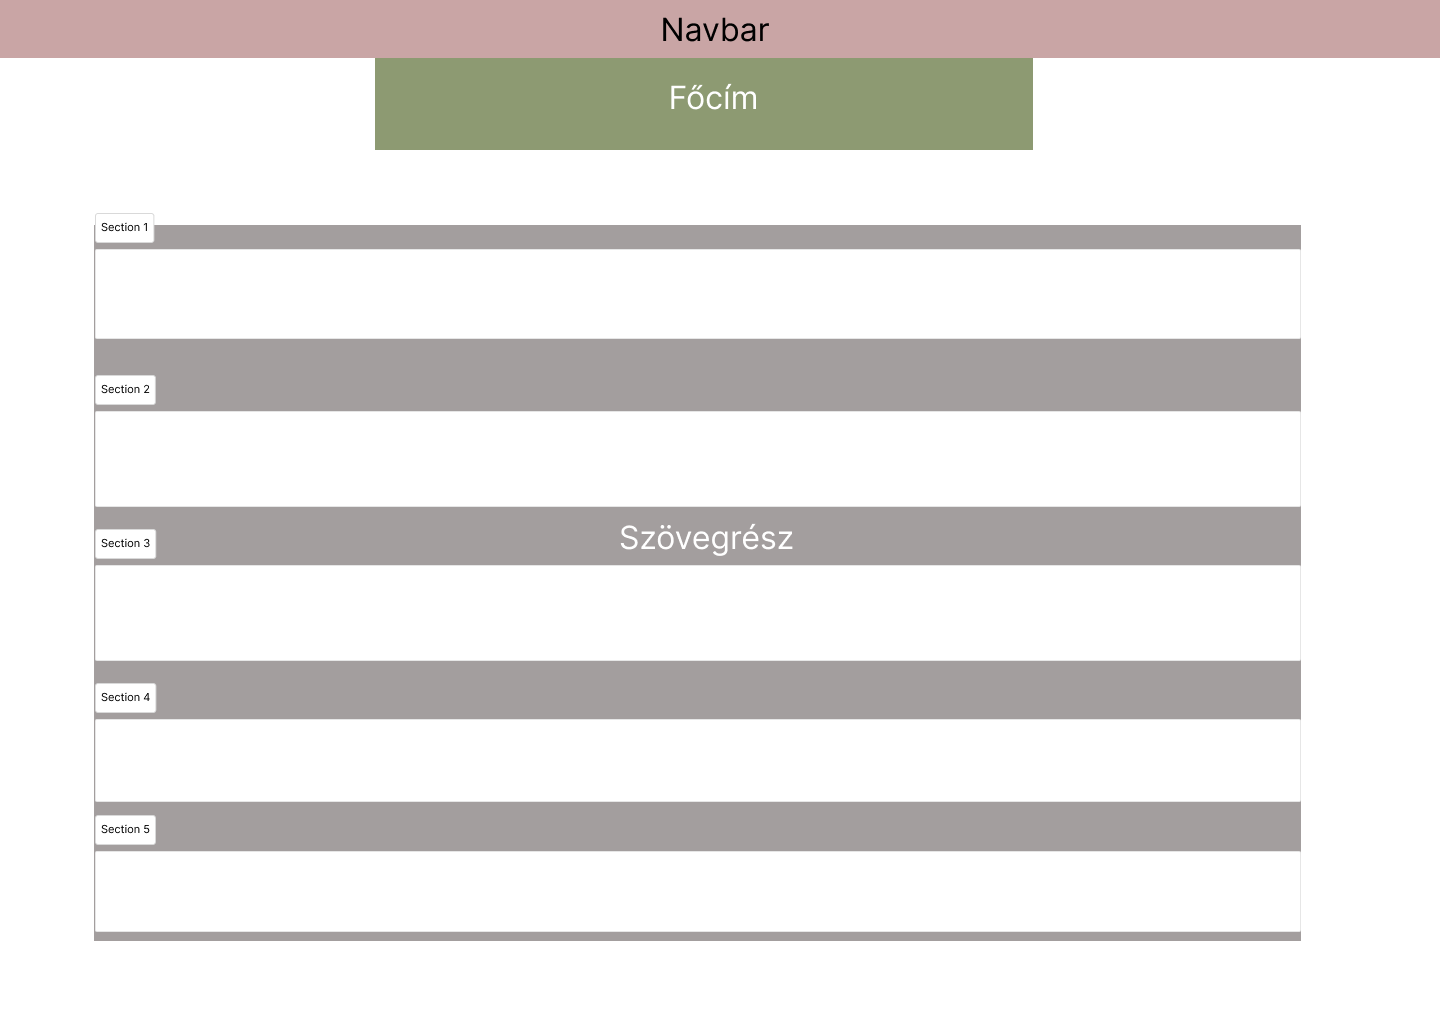 Navbar
Főcím
Section 1
Section 2
Szövegrész
Section 3
Section 4
Section 5